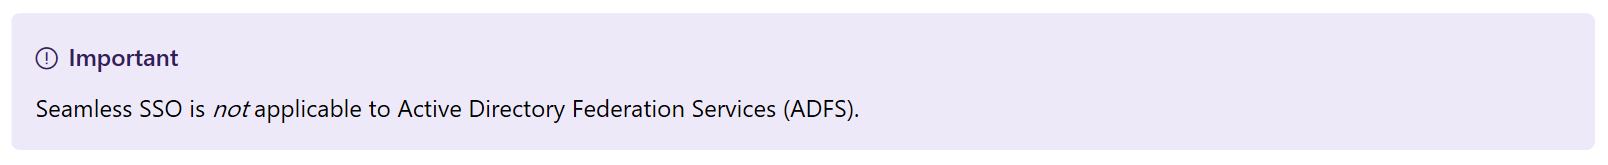 Important
Seamless SSO is not applicable to Active Directory Federation Services (ADFS).